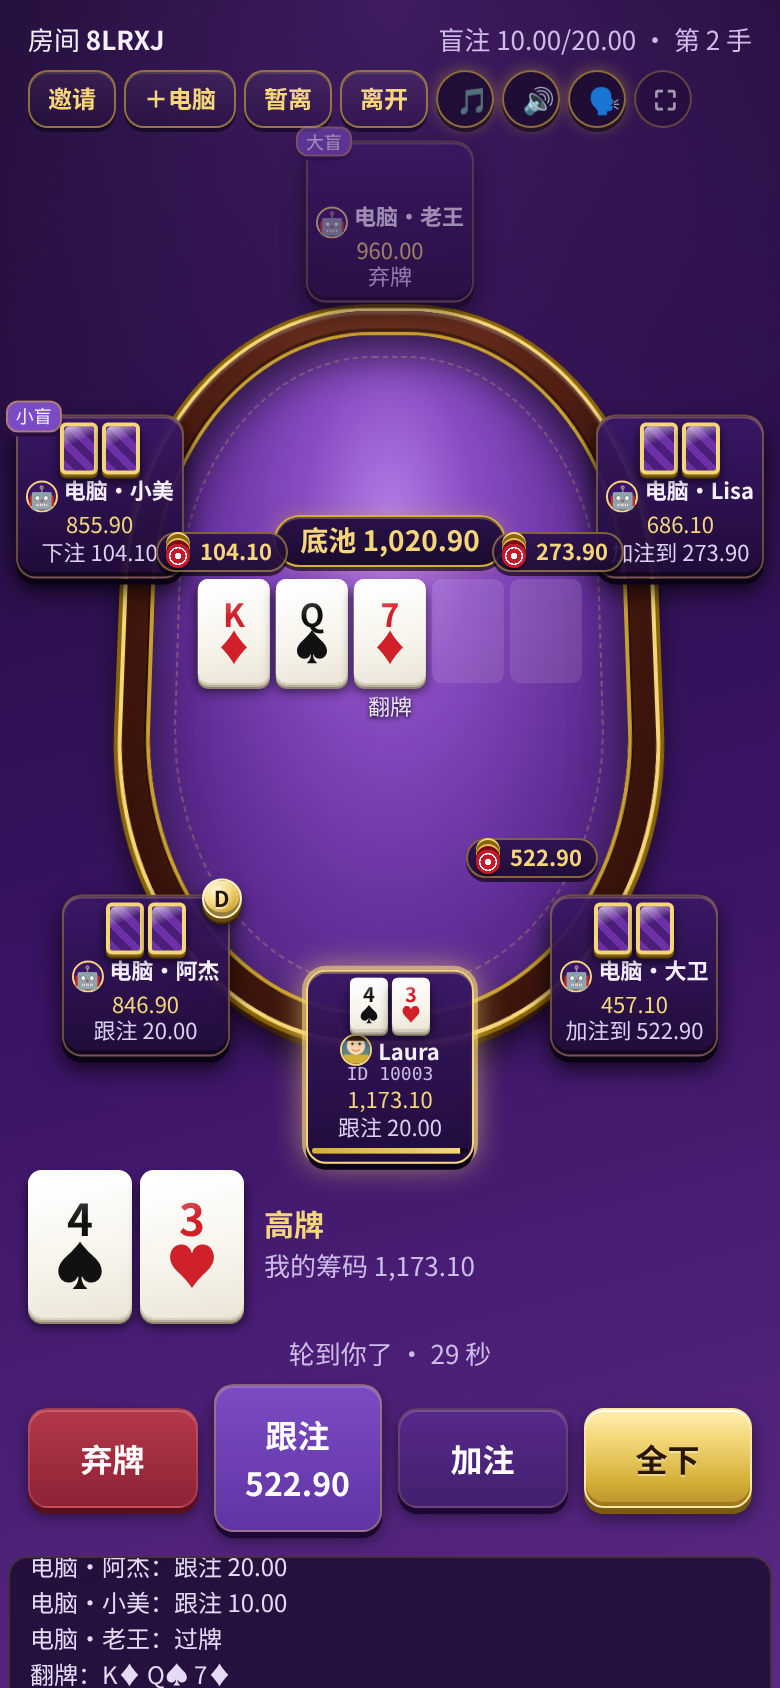 房间 8LRXJ
盲注 10.00/20.00 · 第 2 手
邀请
＋电脑
暂离
离开
大盲
电脑·老王
960.00
弃牌
小盲
电脑·小美
855.90
下注 104.10
104.10
底池 1,020.90
273.90
电脑·Lisa
686.10
加注到 273.90
K♦
Q♠
7♦
翻牌
522.90
D
电脑·阿杰
846.90
跟注 20.00
电脑·大卫
457.10
加注到 522.90
4♠
3♥
Laura
ID 10003
1,173.10
跟注 20.00
4♠
3♥
高牌
我的筹码 1,173.10
轮到你了 · 29 秒
弃牌
跟注
522.90
加注
全下
电脑·阿杰：跟注 20.00
电脑·小美：跟注 10.00
电脑·老王：过牌
翻牌：K♦ Q♠ 7♦